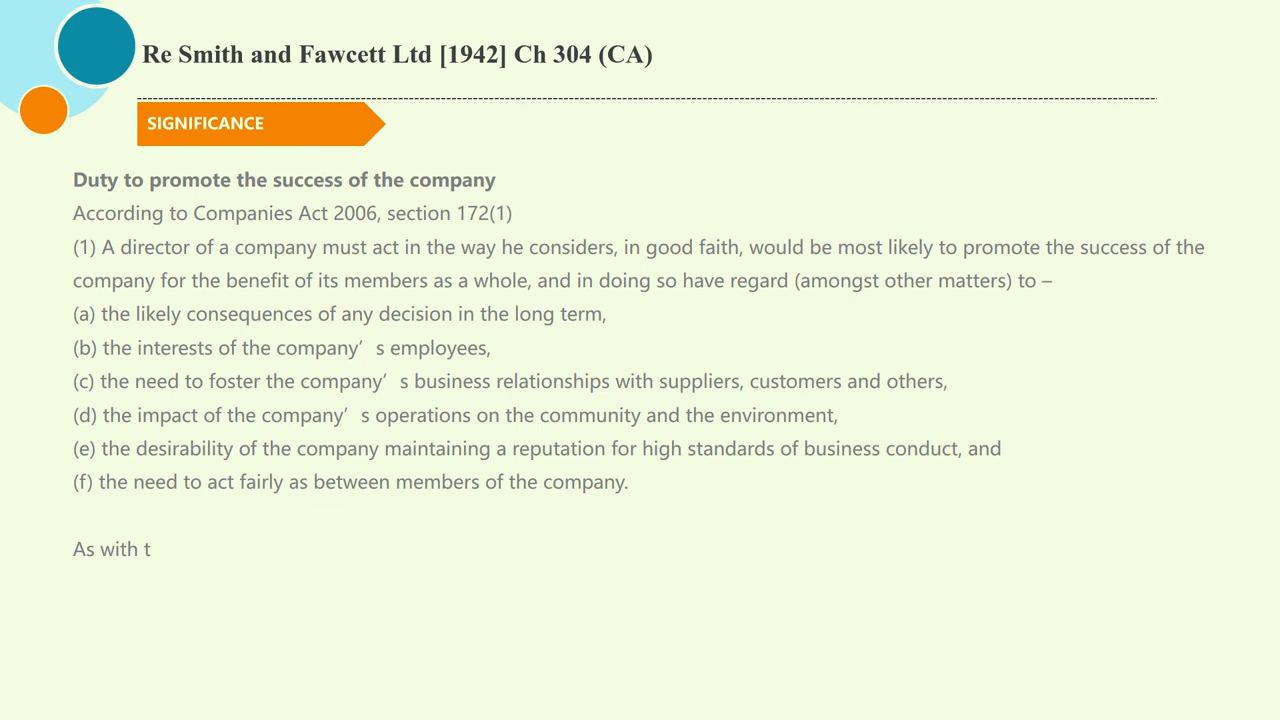 Re Smith and Fawcett Ltd [1942] Ch 304 (CA)
SIGNIFICANCE
Duty to promote the success of the company
According to Companies Act 2006, section 172(1)
(1) A director of a company must act in the way he considers, in good faith, would be most likely to promote the success of the
company for the benefit of its members as a whole, and in doing so have regard (amongst other matters) to –
(a) the likely consequences of any decision in the long term,
(b) the interests of the company’s employees,
(c) the need to foster the company’s business relationships with suppliers, customers and others,
(d) the impact of the company’s operations on the community and the environment,
(e) the desirability of the company maintaining a reputation for high standards of business conduct, and
(f) the need to act fairly as between members of the company.
As with t